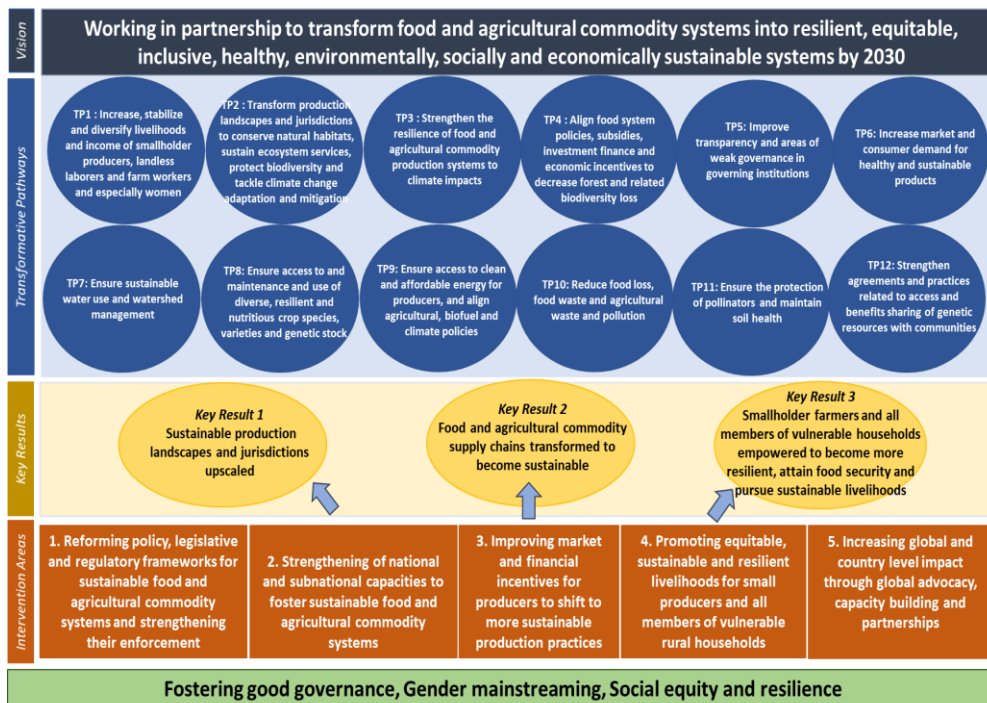 Vision
Working in partnership to transform food and agricultural commodity systems into resilient, equitable,
inclusive, healthy, environmentally, socially and economically sustainable systems by 2030
Transformative Pathways
TP1 : Increase, stabilize
and diversify livelihoods
and income of smallholder
producers, landless
laborers and farm workers
and especially women
TP2 : Transform production
landscapes and jurisdictions
to conserve natural habitats,
sustain ecosystem services,
protect biodiversity and
tackle climate change
adaptation and mitigation
TP3 : Strengthen the
resilience of food and
agricultural commodity
production systems to
climate impacts
TP4 : Align food system
policies, subsidies,
investment finance and
economic incentives to
decrease forest and related
biodiversity loss
TP5: Improve
transparency and areas of
weak governance in
governing institutions
TP6: Increase market and
consumer demand for
healthy and sustainable
products
TP7: Ensure sustainable
water use and watershed
management
TP8: Ensure access to and
maintenance and use of
diverse, resilient and
nutritious crop species,
varieties and genetic stock
TP9: Ensure access to clean
and affordable energy for
producers, and align
agricultural, biofuel and
climate policies
TP10: Reduce food loss,
food waste and agricultural
waste and pollution
TP11: Ensure the protection
of pollinators and maintain
soil health
TP12: Strengthen
agreements and practices
related to access and
benefits sharing of genetic
resources with communities
Key Results
Key Result 1
Sustainable production
landscapes and jurisdictions
upscaled
Key Result 2
Food and agricultural commodity
supply chains transformed to
become sustainable
Key Result 3
Smallholder farmers and all
members of vulnerable households
empowered to become more
resilient, attain food security and
pursue sustainable livelihoods
Intervention Areas
1. Reforming policy, legislative
and regulatory frameworks for
sustainable food and
agricultural commodity
systems and strengthening
their enforcement
2. Strengthening of national
and subnational capacities to
foster sustainable food and
agricultural commodity
systems
3. Improving market
and financial
incentives for
producers to shift to
more sustainable
production practices
4. Promoting equitable,
sustainable and resilient
livelihoods for small
producers and all
members of vulnerable
rural households
5. Increasing global and
country level impact
through global advocacy,
capacity building and
partnerships
Fostering good governance, Gender mainstreaming, Social equity and resilience